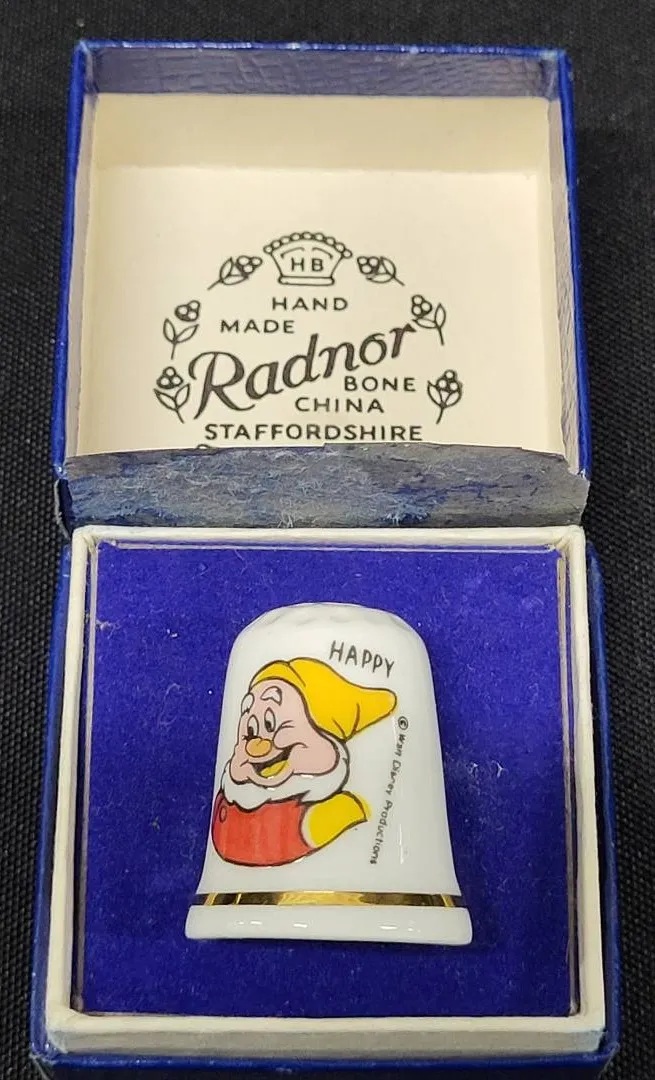 HB
HAND
MADE
Radnor
BONE
CHINA
STAFFORDSHIRE
HAPPY
© Walt Disney Productions